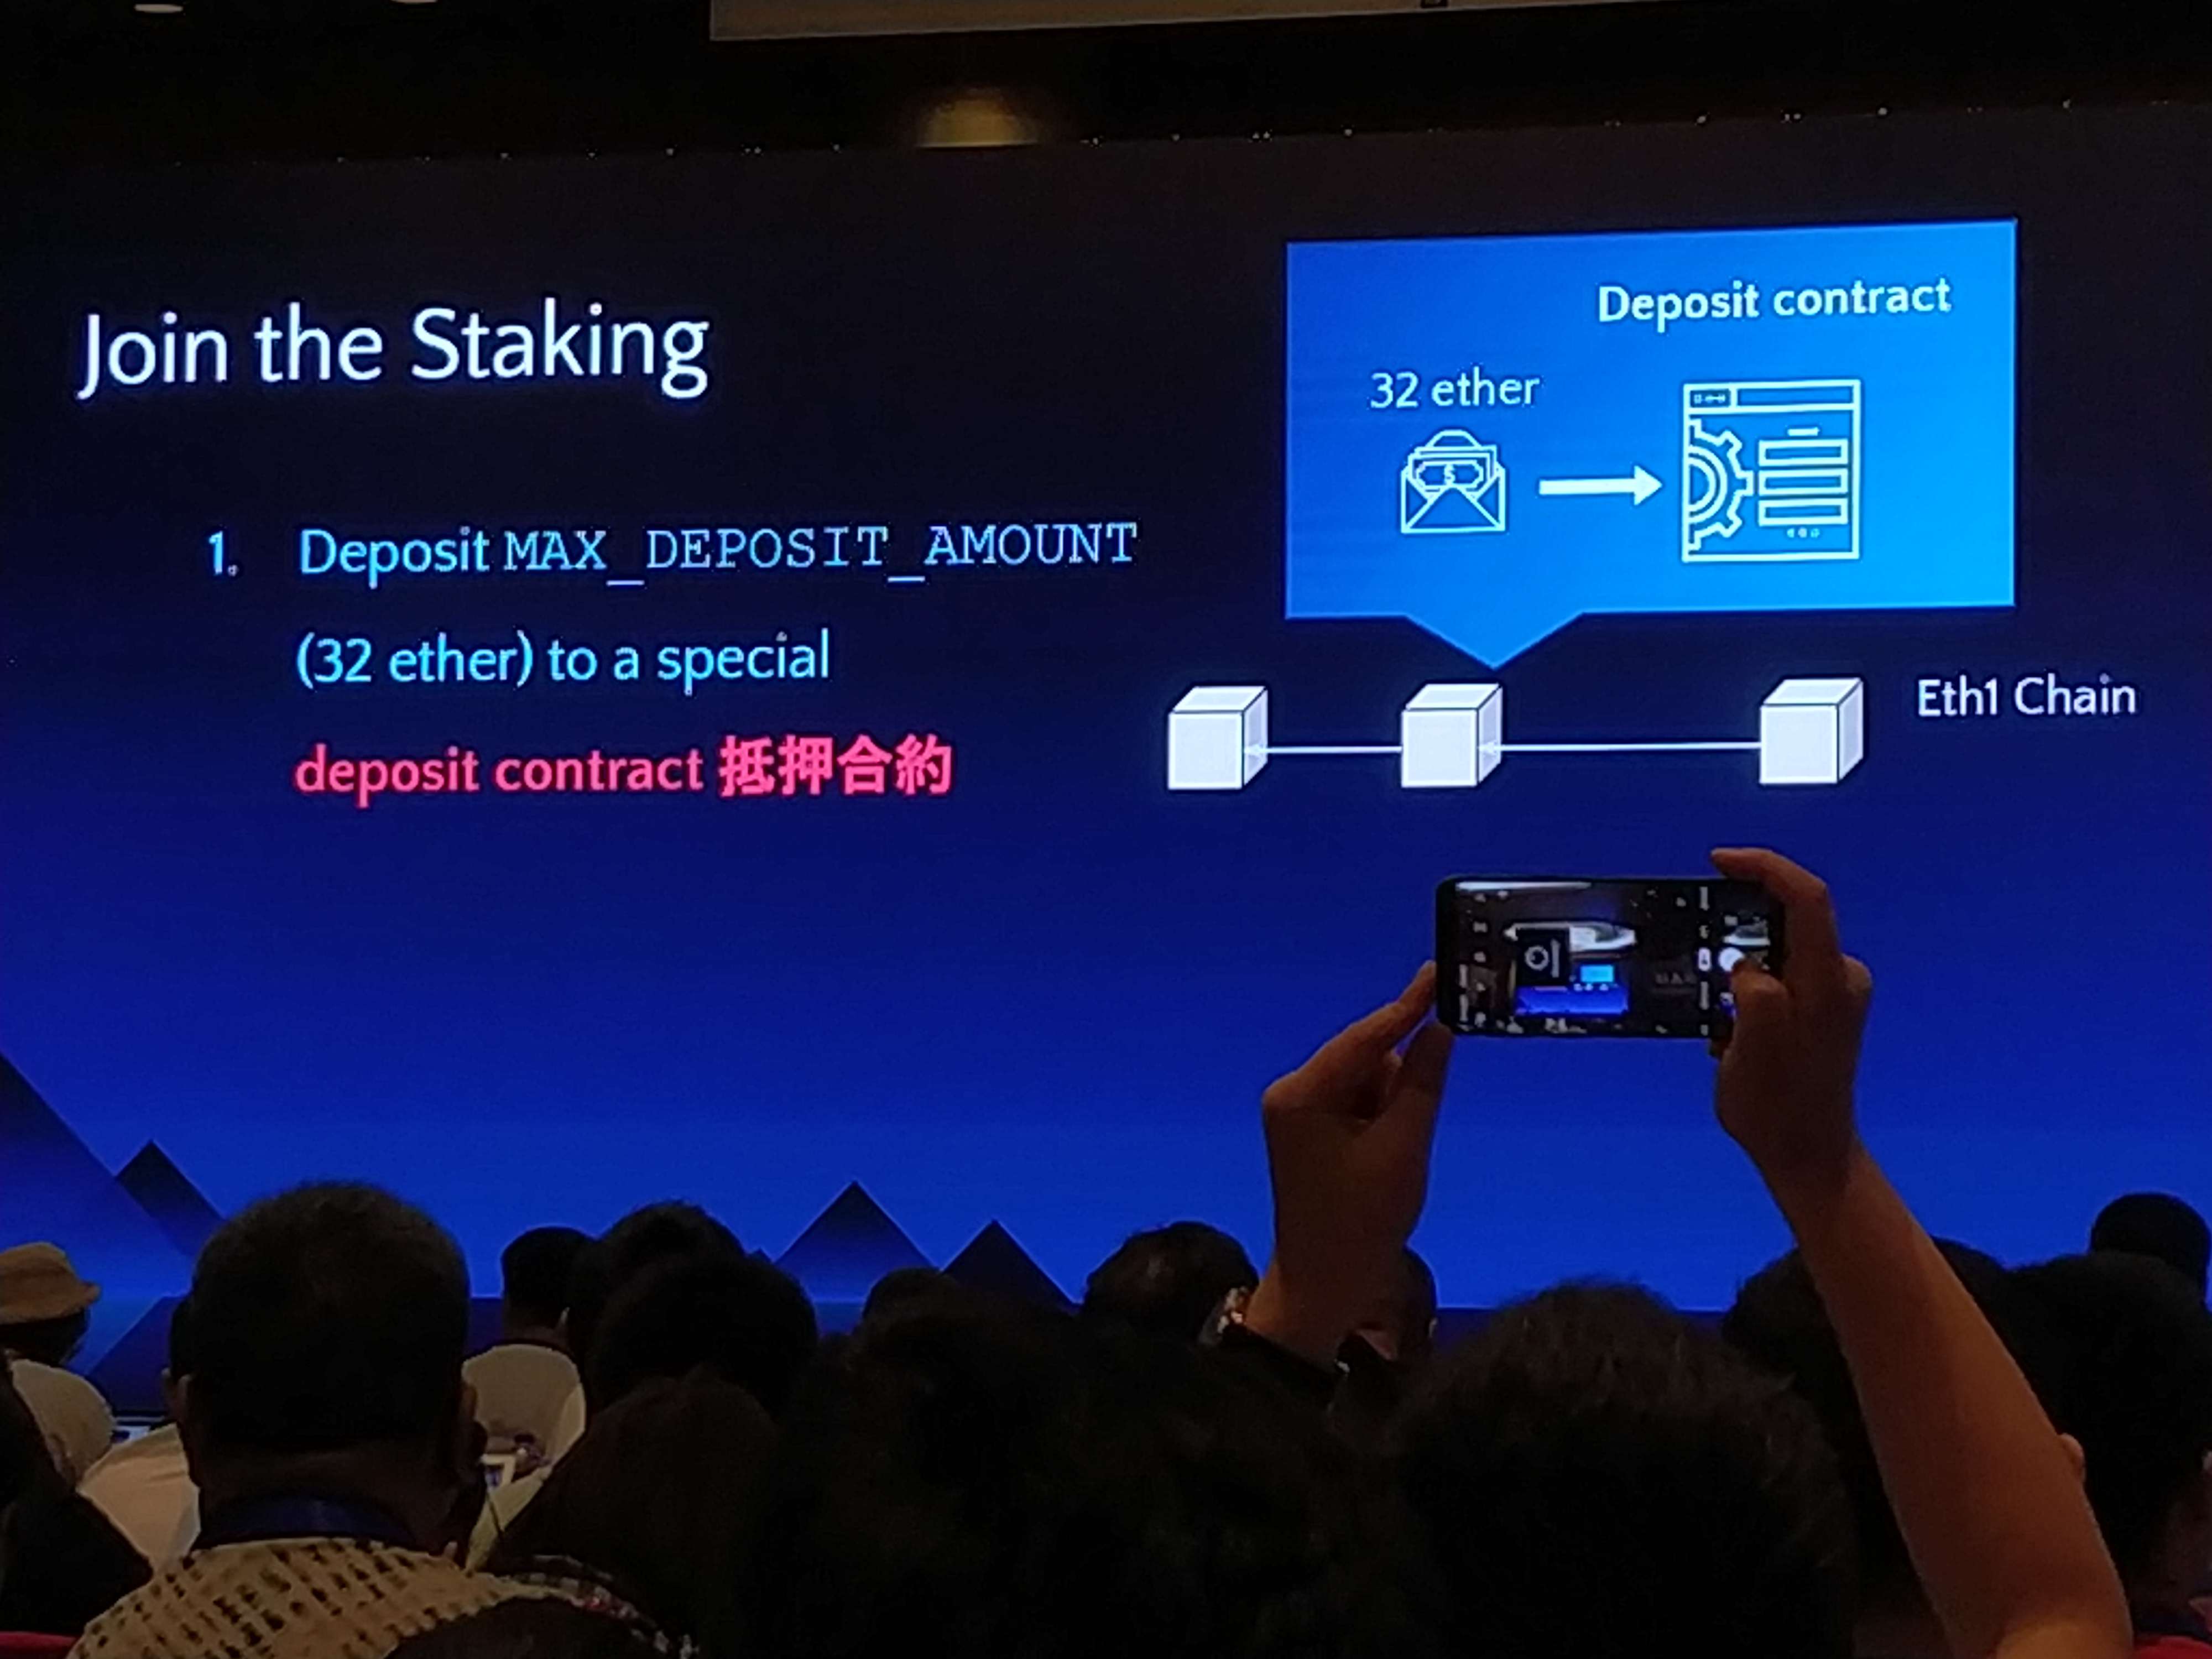 Join the Staking
1. Deposit MAX_DEPOSIT_AMOUNT
(32 ether) to a special
deposit contract 抵押合約
Deposit contract
32 ether
$
Eth1 Chain